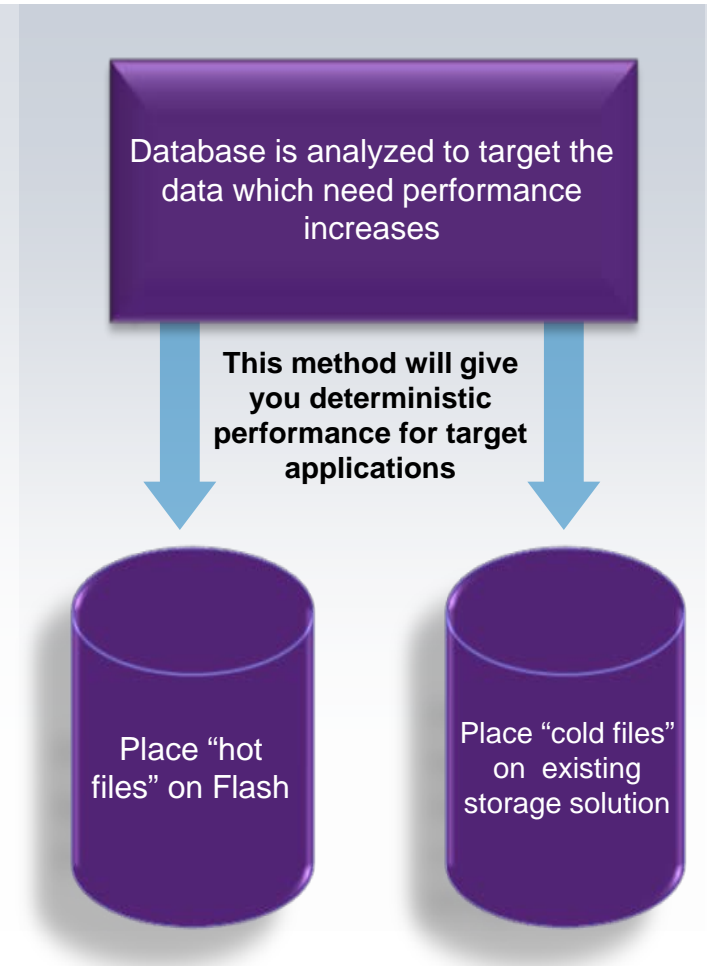 Database is analyzed to target the
data which need performance
increases
This method will give
you deterministic
performance for target
applications
Place “hot
files” on Flash
Place “cold files”
on existing
storage solution